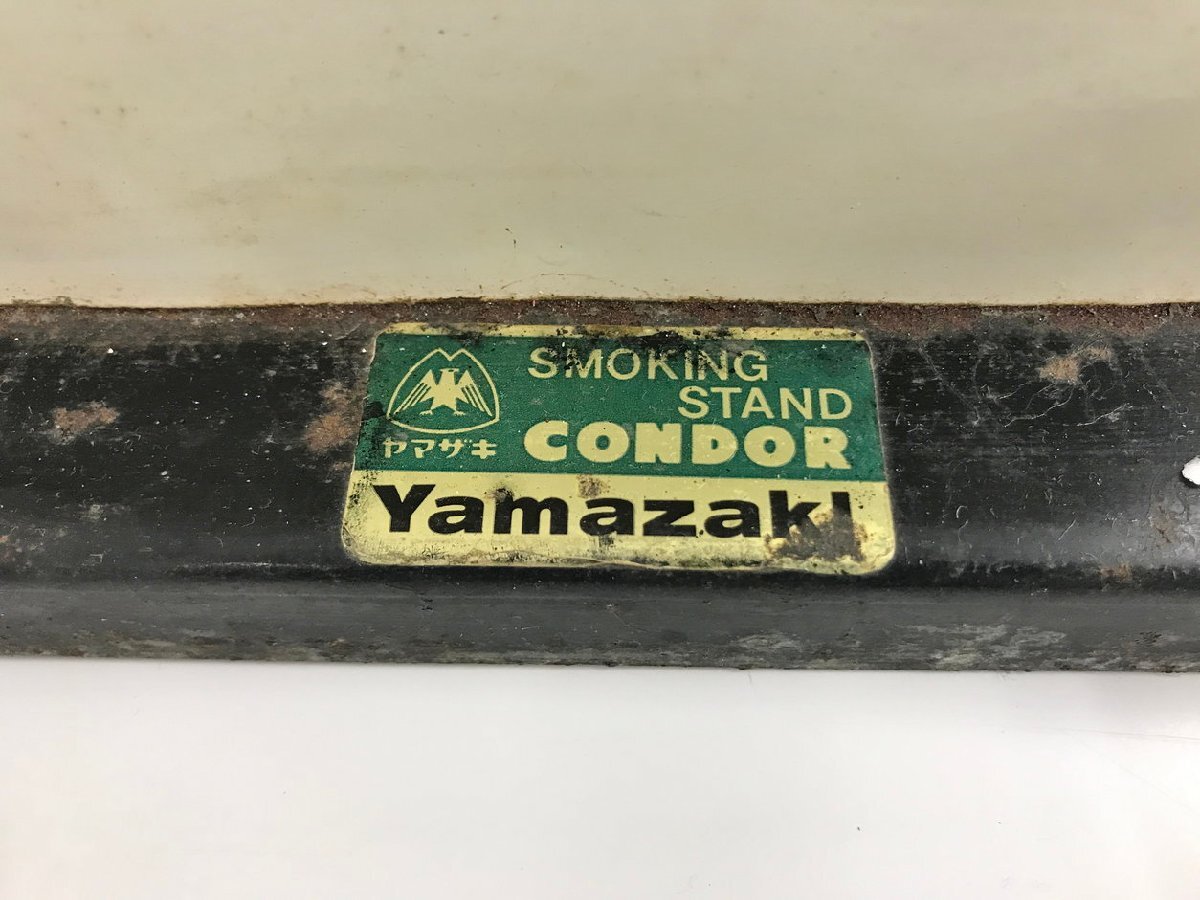 SMOKING
STAND
ヤマザキ CONDOR
Yamazaki